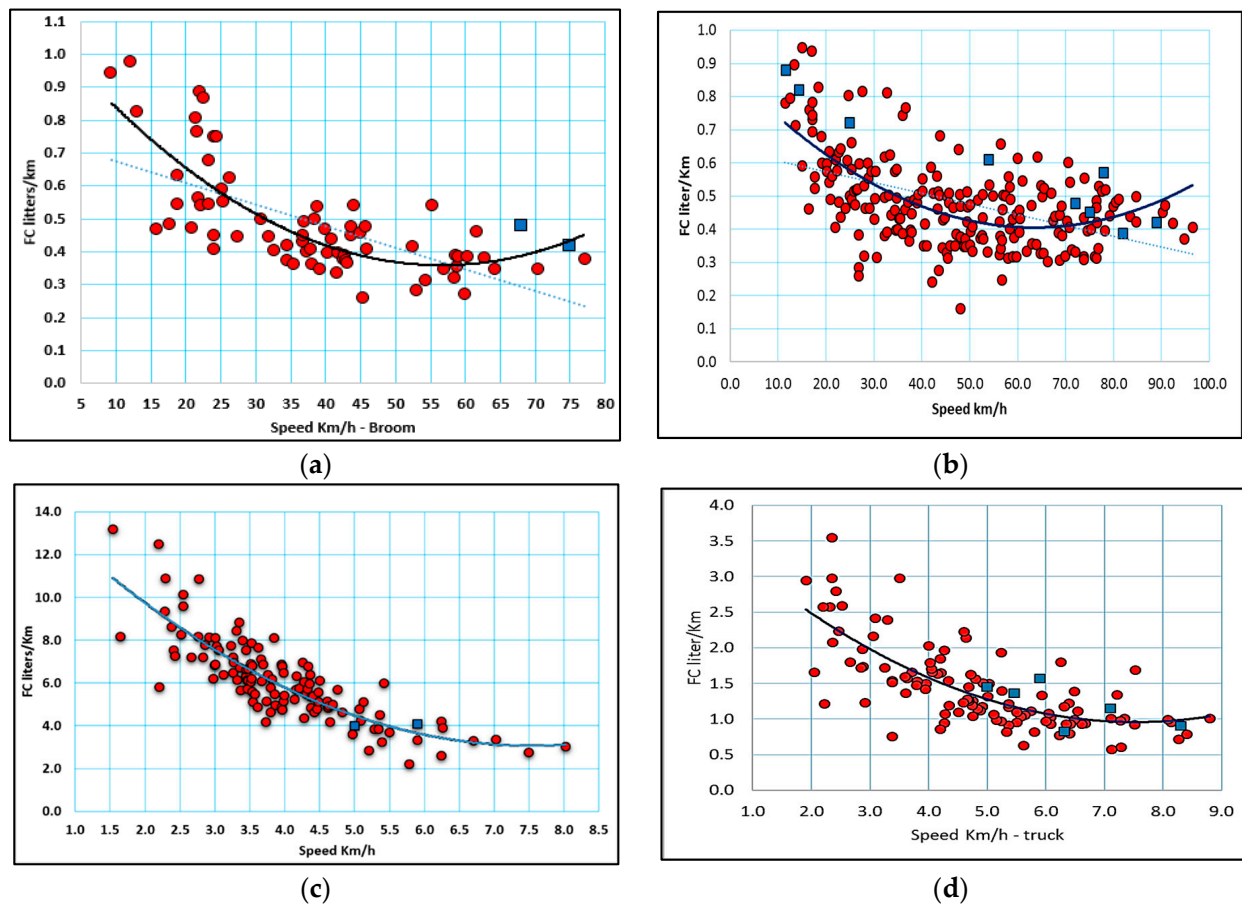 FC liitters/km
1.1
1.0
0.9
0.8
0.7
0.6
0.5
0.4
0.3
0.2
0.1
0.0
5 10 15 20 25 30 35 40 45 50 55 60 65 70 75 80
Speed Km/h - Broom
(a)
FC liter/Km
1.0
0.9
0.8
0.7
0.6
0.5
0.4
0.3
0.2
0.1
0.0
0.0 10.0 20.0 30.0 40.0 50.0 60.0 70.0 80.0 90.0 100.0
Speed km/h
(b)
FC liters/Km
14.0
12.0
10.0
8.0
6.0
4.0
2.0
0.0
1.0 1.5 2.0 2.5 3.0 3.5 4.0 4.5 5.0 5.5 6.0 6.5 7.0 7.5 8.0 8.5
Speed Km/h
(c)
FC liter/Km
4.0
3.5
3.0
2.5
2.0
1.5
1.0
0.5
0.0
1.0 2.0 3.0 4.0 5.0 6.0 7.0 8.0 9.0
Speed Km/h - truck
(d)